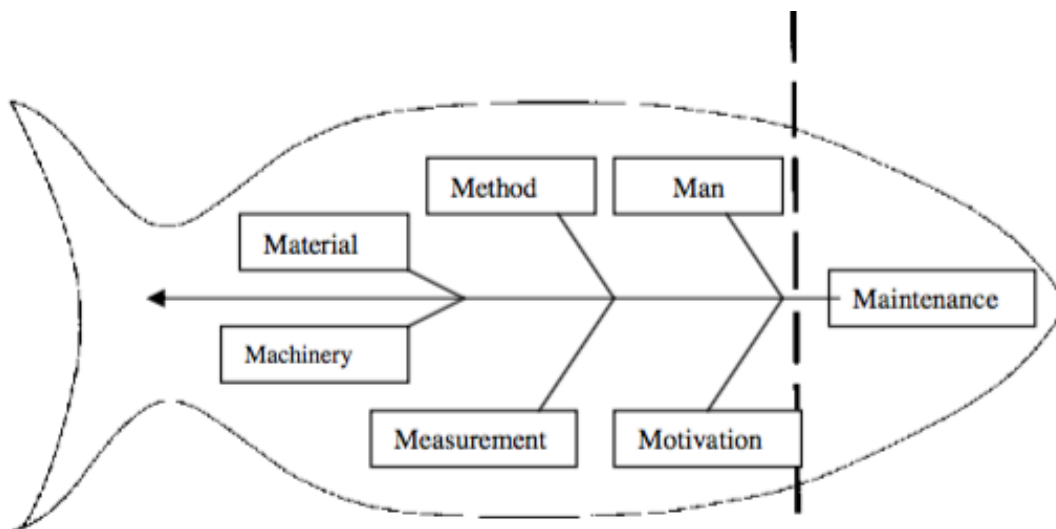 Method
Man
Material
Maintenance
Machinery
Measurement
Motivation